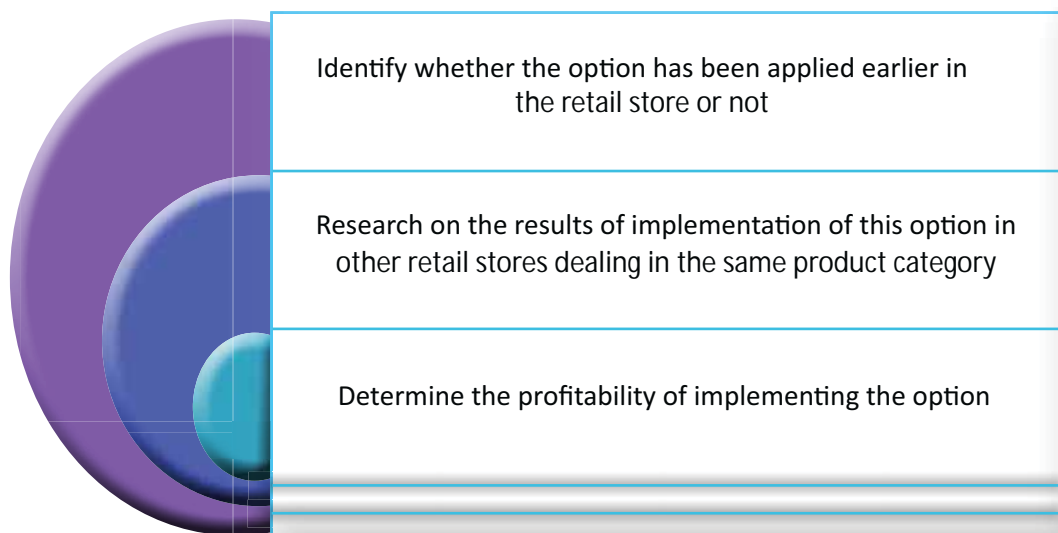 Identify whether the option has been applied earlier in
the retail store or not
Research on the results of implementation of this option in
other retail stores dealing in the same product category
Determine the profitability of implementing the option